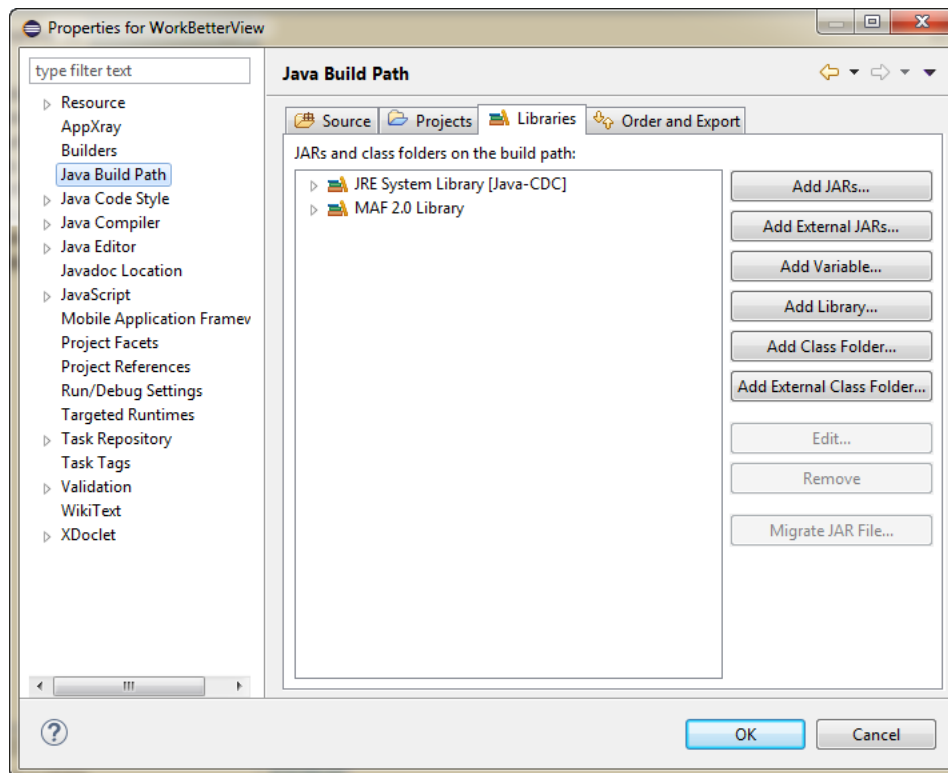 Properties for WorkBetterView
type filter text
Resource
AppXray
Builders
Java Build Path
Java Code Style
Java Compiler
Java Editor
Javadoc Location
JavaScript
Mobile Application Framev
Project Facets
Project References
Run/Debug Settings
Targeted Runtimes
Task Repository
Task Tags
Validation
WikiText
XDoclet
Java Build Path
Source Projects Libraries Order and Export
JARs and class folders on the build path:
JRE System Library [Java-CDC]
MAF 2.0 Library
Add JARs...
Add External JARs...
Add Variable...
Add Library...
Add Class Folder...
Add External Class Folder...
Edit...
Remove
Migrate JAR File...
OK Cancel